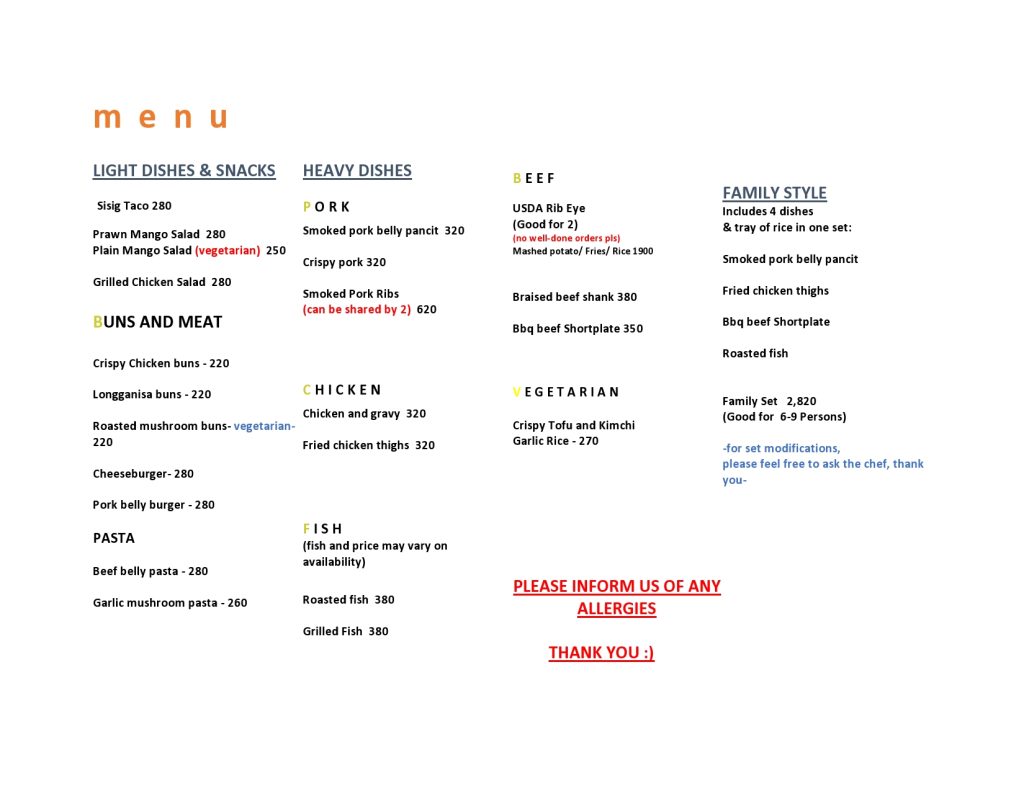 m e n u
LIGHT DISHES & SNACKS
Sisig Taco 280
Prawn Mango Salad 280
Plain Mango Salad (vegetarian) 250
Grilled Chicken Salad 280
BUNS AND MEAT
Crispy Chicken buns - 220
Longganisa buns - 220
Roasted mushroom buns- vegetarian-
220
Cheeseburger- 280
Pork belly burger - 280
PASTA
Beef belly pasta - 280
Garlic mushroom pasta - 260
HEAVY DISHES
P O R K
Smoked pork belly pancit 320
Crispy pork 320
Smoked Pork Ribs
(can be shared by 2) 620
C H I C K E N
Chicken and gravy 320
Fried chicken thighs 320
F I S H
(fish and price may vary on
availability)
Roasted fish 380
Grilled Fish 380
B E E F
USDA Rib Eye
(Good for 2)
(no well-done orders pls)
Mashed potato/ Fries/ Rice 1900
Braised beef shank 380
Bbq beef Shortplate 350
V E G E T A R I A N
Crispy Tofu and Kimchi
Garlic Rice - 270
PLEASE INFORM US OF ANY
ALLERGIES
THANK YOU :)
FAMILY STYLE
Includes 4 dishes
& tray of rice in one set:
Smoked pork belly pancit
Fried chicken thighs
Bbq beef Shortplate
Roasted fish
Family Set 2,820
(Good for 6-9 Persons)
-for set modifications,
please feel free to ask the chef, thank
you-